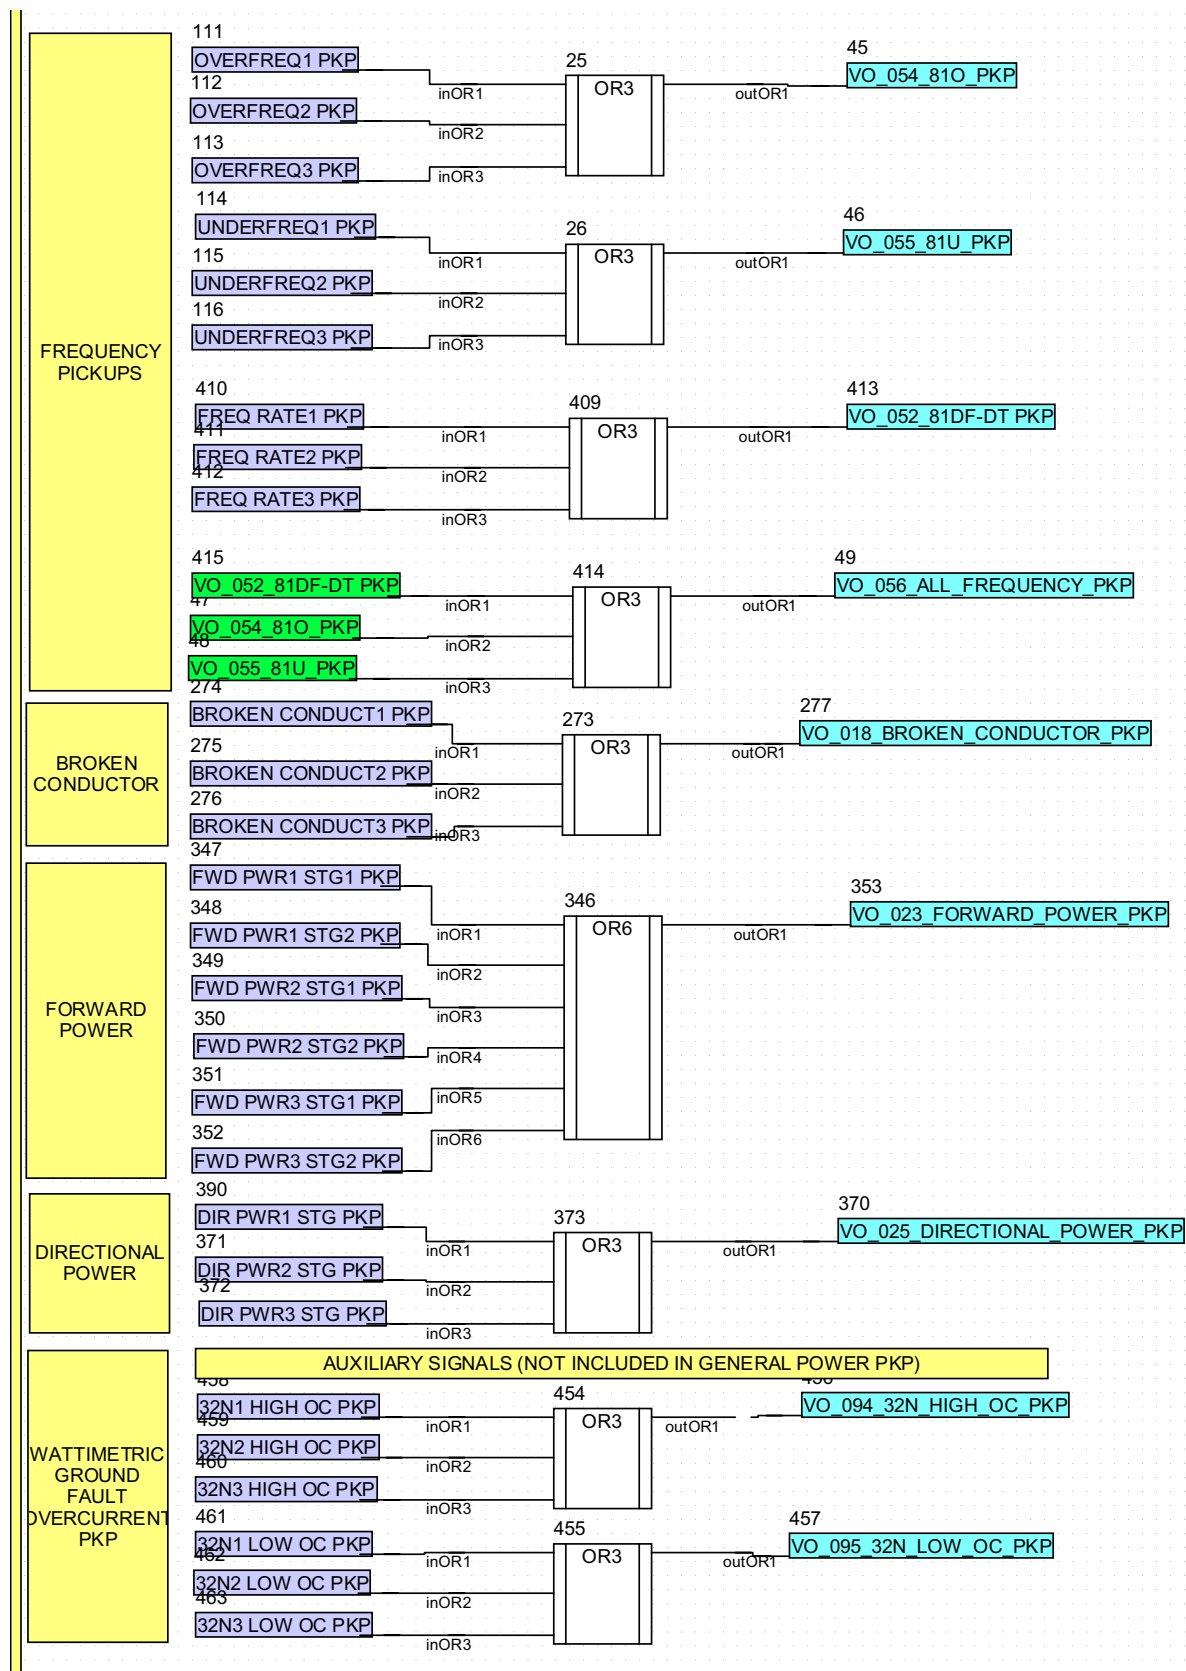 111
OVERFREQ1 PKP
112
OVERFREQ2 PKP
113
OVERFREQ3 PKP
inOR1
inOR2
inOR3
25
OR3
outOR1
45
VO_054_81O_PKP
114
UNDERFREQ1 PKP
115
UNDERFREQ2 PKP
116
UNDERFREQ3 PKP
inOR1
inOR2
inOR3
26
OR3
outOR1
46
VO_055_81U_PKP
FREQUENCY
PICKUPS
410
FREQ RATE1 PKP
411
FREQ RATE2 PKP
412
FREQ RATE3 PKP
inOR1
inOR2
inOR3
409
OR3
outOR1
413
VO_052_81DF-DT PKP
415
VO_052_81DF-DT PKP
47
VO_054_81O_PKP
48
VO_055_81U_PKP
inOR1
inOR2
inOR3
414
OR3
outOR1
49
VO_056_ALL_FREQUENCY_PKP
BROKEN
CONDUCTOR
274
BROKEN CONDUCT1 PKP
275
BROKEN CONDUCT2 PKP
276
BROKEN CONDUCT3 PKP
inOR1
inOR2
inOR3
273
OR3
outOR1
277
VO_018_BROKEN_CONDUCTOR_PKP
FORWARD
POWER
347
FWD PWR1 STG1 PKP
348
FWD PWR1 STG2 PKP
349
FWD PWR2 STG1 PKP
350
FWD PWR2 STG2 PKP
351
FWD PWR3 STG1 PKP
352
FWD PWR3 STG2 PKP
inOR1
inOR2
inOR3
inOR4
inOR5
inOR6
346
OR6
outOR1
353
VO_023_FORWARD_POWER_PKP
DIRECTIONAL
POWER
390
DIR PWR1 STG PKP
371
DIR PWR2 STG PKP
372
DIR PWR3 STG PKP
inOR1
inOR2
inOR3
373
OR3
outOR1
370
VO_025_DIRECTIONAL_POWER_PKP
AUXILIARY SIGNALS (NOT INCLUDED IN GENERAL POWER PKP)
WATTIMETRIC
GROUND
FAULT
OVERCURRENT
PKP
458
32N1 HIGH OC PKP
459
32N2 HIGH OC PKP
460
32N3 HIGH OC PKP
inOR1
inOR2
inOR3
454
OR3
outOR1
VO_094_32N_HIGH_OC_PKP
461
32N1 LOW OC PKP
462
32N2 LOW OC PKP
463
32N3 LOW OC PKP
inOR1
inOR2
inOR3
455
OR3
outOR1
457
VO_095_32N_LOW_OC_PKP